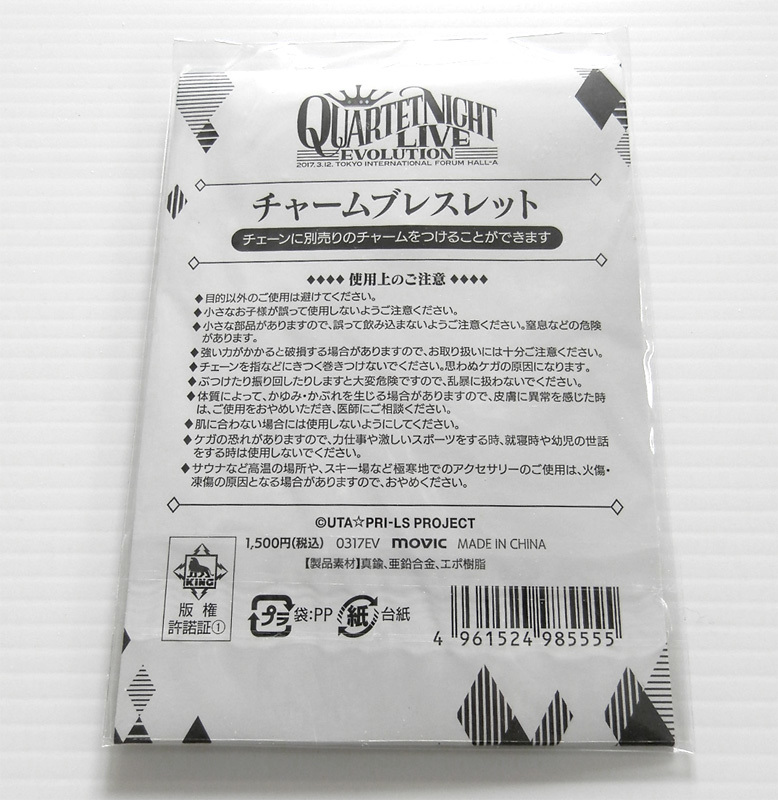 QUARTET NIGHT
LIVE
EVOLUTION
2017.3.12. TOKYO INTERNATIONAL FORUM HALL-A
チャームブレスレット
チェーンに別売りのチャームをつけることができます
◆◆◆◆ 使用上のご注意 ◆◆◆◆
◆目的以外のご使用は避けてください。
◆小さなお子様が誤って使用しないようご注意ください。
◆小さな部品がありますので、誤って飲み込まないようご注意ください。窒息などの危険
があります。
◆強い力がかかると破損する場合がありますので、お取り扱いには十分ご注意ください。
◆チェーンを指などにきつく巻きつけないでください。思わぬケガの原因になります。
◆ぶつけたり振り回したりしますと大変危険ですので、乱暴に扱わないでください。
◆体質によって、かゆみ・かぶれを生じる場合がありますので、皮膚に異常を感じた時
は、ご使用をおやめいただき、医師にご相談ください。
◆肌に合わない場合には使用しないようにしてください。
◆ケガの恐れがありますので、力仕事や激しいスポーツをする時、就寝時や幼児の世話
をする時は使用しないでください。
◆サウナなど高温の場所や、スキー場など極寒地でのアクセサリーのご使用は、火傷・
凍傷の原因となる場合がありますので、おやめください。
©UTA☆PRI-LS PROJECT
1,500円(税込) 0317EV movic MADE IN CHINA
【製品素材】真鍮、亜鉛合金、エポ樹脂
KING
版権
許諾証①
プラ 袋:PP 紙 台紙
4 961524 985555